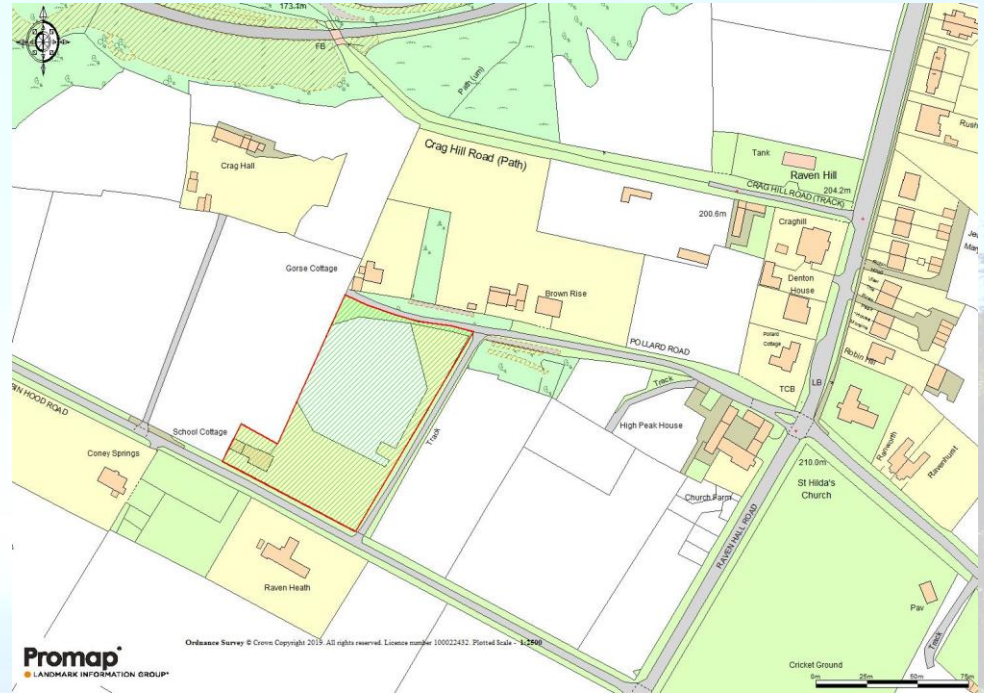 173.1m
FB
Path (um)
Rush
Crag Hall
Crag Hill Road (Path)
Tank
Raven Hill
204.2m
CRAG HILL ROAD (TRACK)
200.6m
Craghill
Gorse Cottage
Denton
House
Brown Rise
Pollard
Cottage
POLLARD ROAD
Robin Hill
TCB
LB
Track
School Cottage
Track
High Peak House
Coney Springs
210.0m
St Hilda's
Church
Ravenhurst
Church Farm
RAVEN HALL ROAD
Raven Heath
Pav
Track
Cricket Ground
Ordnance Survey © Crown Copyright 2019. All rights reserved. Licence number 100022432. Plotted Scale - 1:2500
0m 25m 50m 75m
Promap
LANDMARK INFORMATION GROUP